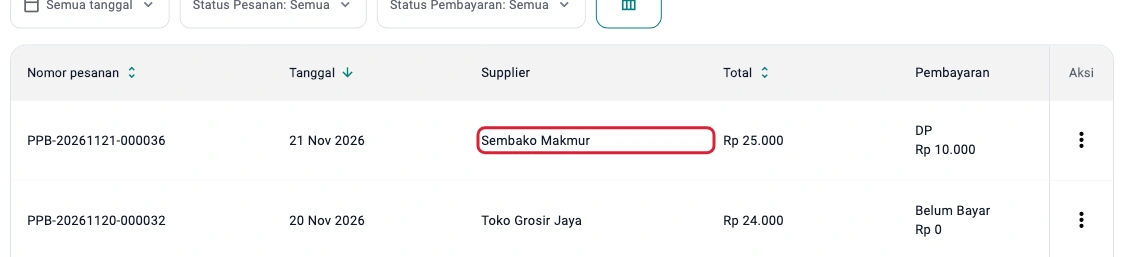 Semua tanggal Status Pesanan: Semua Status Pembayaran: Semua
Nomor pesanan Tanggal Supplier Total Pembayaran Aksi
PPB-20261121-000036 21 Nov 2026 Sembako Makmur Rp 25.000 DP
Rp 10.000
PPB-20261120-000032 20 Nov 2026 Toko Grosir Jaya Rp 24.000 Belum Bayar
Rp 0